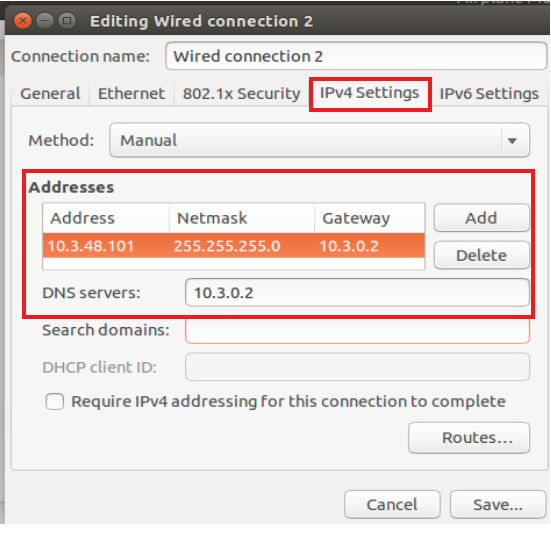 Editing Wired connection 2
Connection name: Wired connection 2
General Ethernet 802.1x Security IPv4 Settings IPv6 Settings
Method: Manual
Addresses
Address Netmask Gateway Add
10.3.48.101 255.255.255.0 10.3.0.2
Delete
DNS servers: 10.3.0.2
Search domains:
DHCP client ID:
Require IPv4 addressing for this connection to complete
Routes...
Cancel Save...